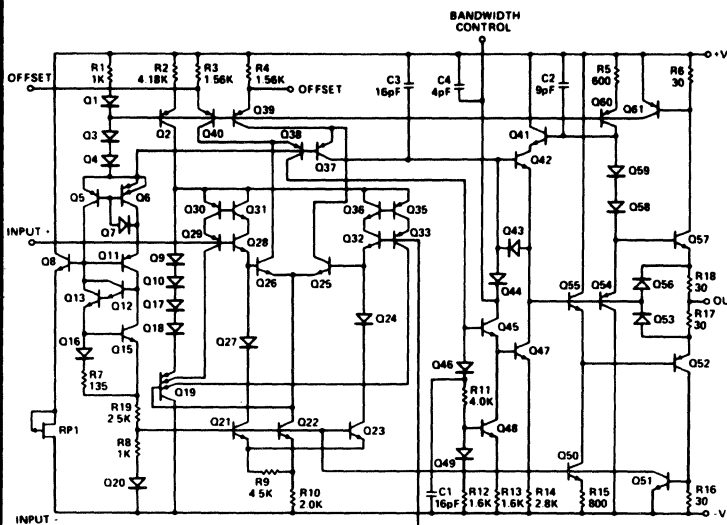 BANDWIDTH
CONTROL
+V
R1
1K
R2
4.18K
R3
1.56K
R4
1.56K
C3
16pF
C4
4pF
C2
9pF
R5
600
R6
30
OFFSET
OFFSET
Q1
Q2
Q40
Q39
Q38
Q37
Q41
Q42
Q60
Q61
Q3
Q4
Q59
Q58
Q5
Q6
Q7
Q30
Q31
Q36
Q35
INPUT -
Q29
Q28
Q32
Q33
Q43
Q57
Q8
Q11
Q9
Q26
Q25
Q44
Q55
Q54
Q56
R18
30
OU
Q13
Q12
Q10
Q17
Q18
Q24
Q45
Q53
R17
30
Q16
Q15
Q27
Q46
Q47
Q52
R7
135
Q19
R11
4.0K
R19
2 5K
Q21
Q22
Q23
Q48
RP1
R8
1K
Q49
Q50
Q51
Q20
R9
4 5K
R10
2.0K
C1
16pF
R12
1.6K
R13
1.6K
R14
2.8K
R15
800
R16
30
-V
INPUT -